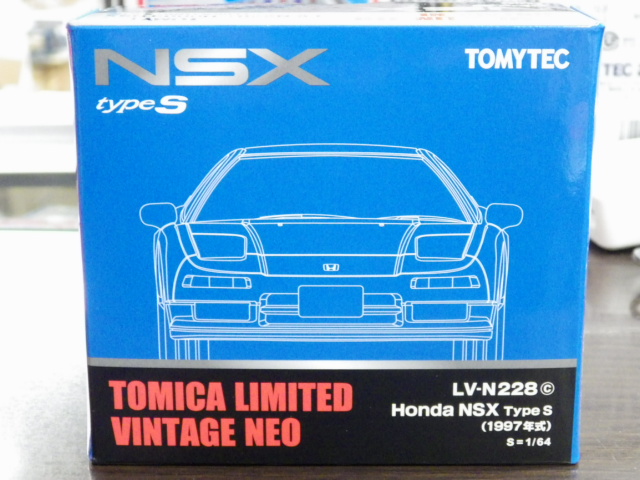 NSX
type S
TOMYTEC
TOMICA LIMITED
VINTAGE NEO
LV-N228 ©
Honda NSX Type S
(1997年式)
S=1/64
TEC